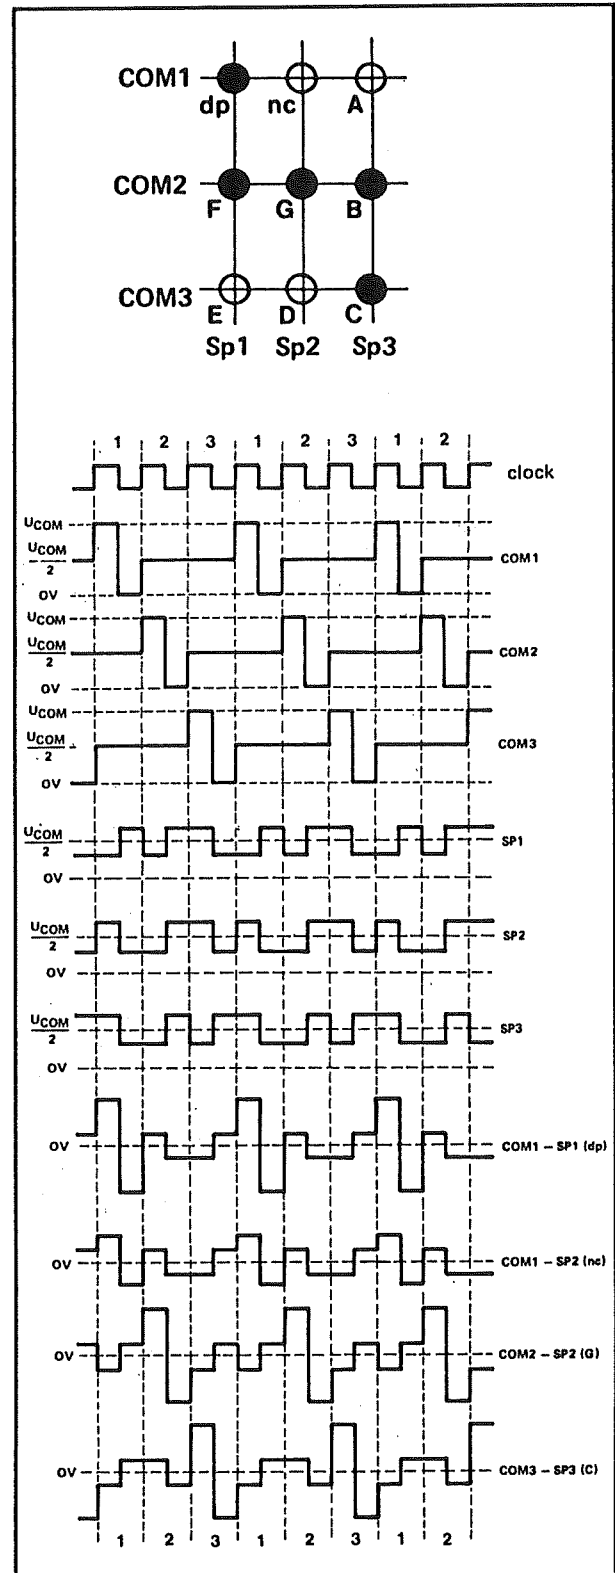 COM1
dp nc A
COM2
F G B
COM3
E D C
Sp1 Sp2 Sp3
1 2 3 1 2 3 1 2
clock
UCOM
UCOM/2 COM1
0V
UCOM
UCOM/2 COM2
0V
UCOM
UCOM/2 COM3
0V
UCOM/2 SP1
0V
UCOM/2 SP2
0V
UCOM/2 SP3
0V
0V COM1 – SP1 (dp)
0V COM1 – SP2 (nc)
0V COM2 – SP2 (G)
0V COM3 – SP3 (C)
1 2 3 1 2 3 1 2